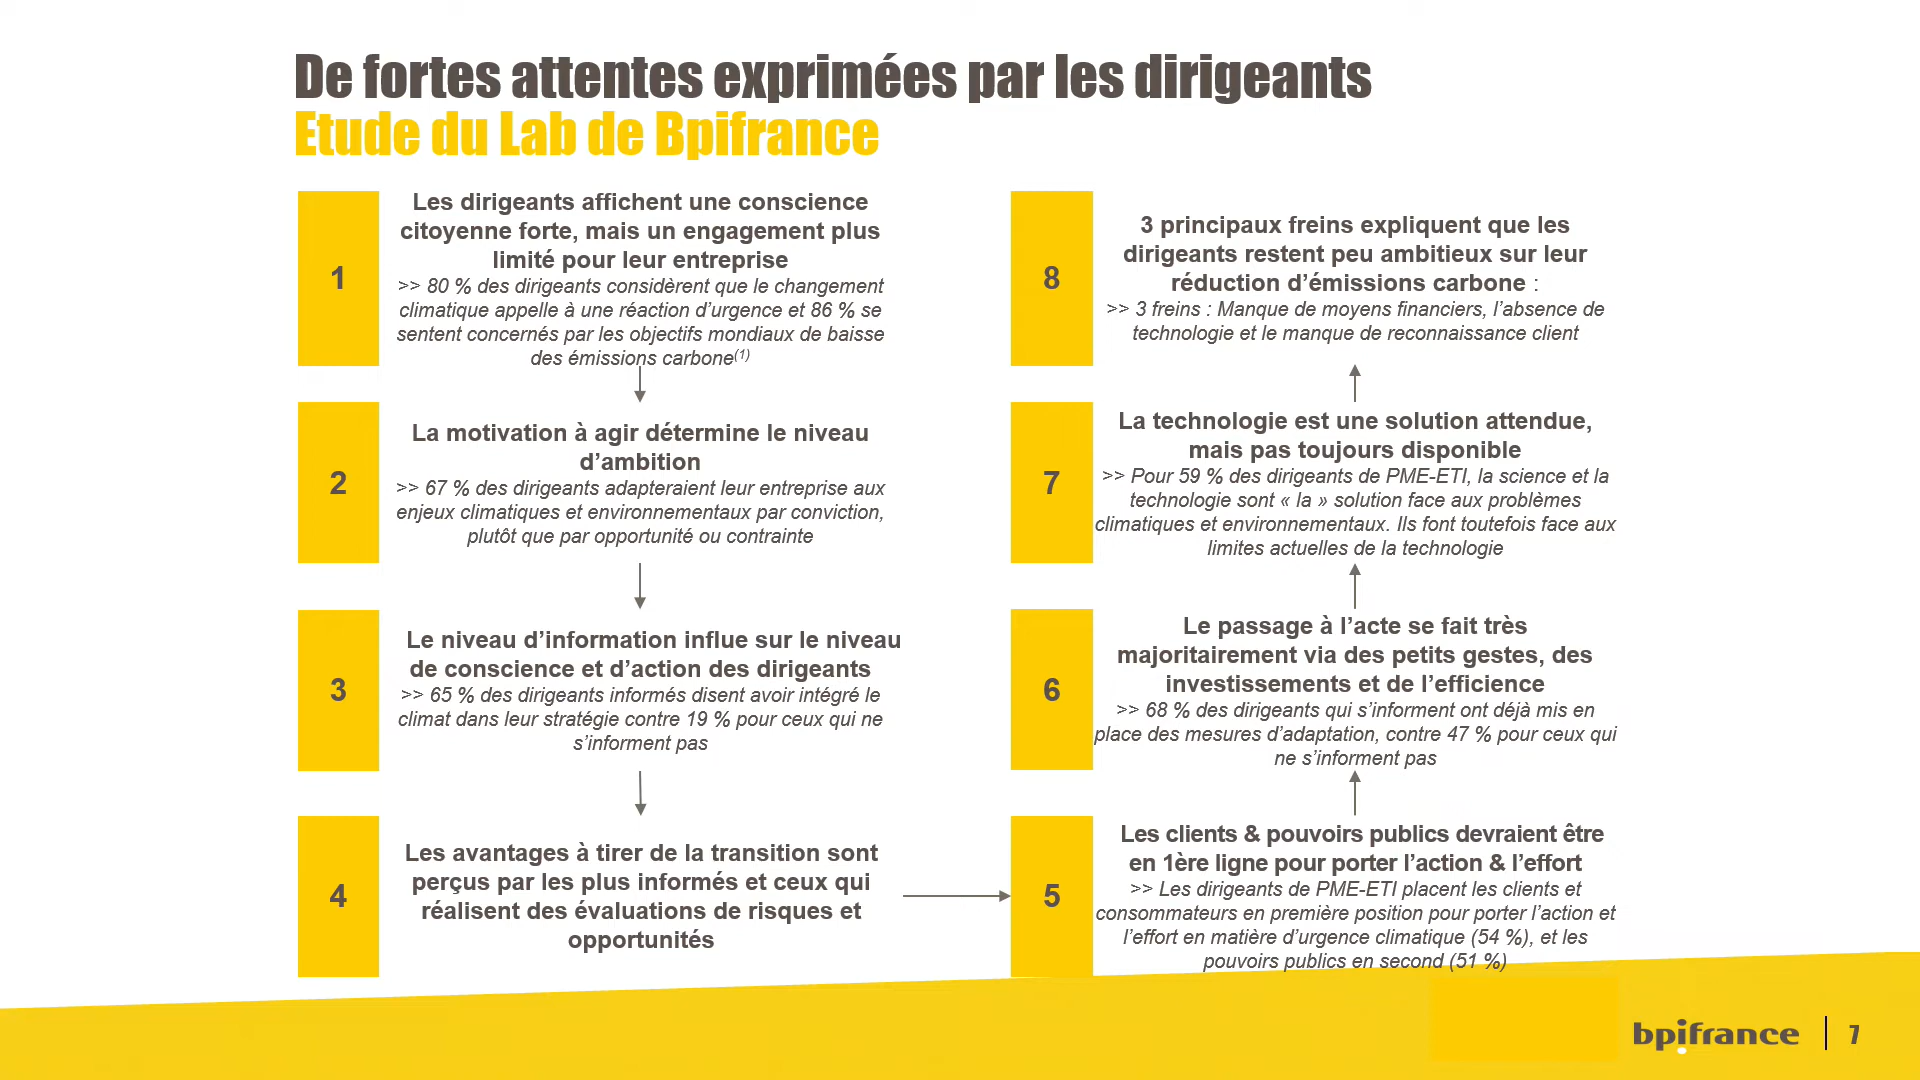 De fortes attentes exprimées par les dirigeants
Etude du Lab de Bpifrance
1
Les dirigeants affichent une conscience
citoyenne forte, mais un engagement plus
limité pour leur entreprise
>> 80 % des dirigeants considèrent que le changement
climatique appelle à une réaction d’urgence et 86 % se
sentent concernés par les objectifs mondiaux de baisse
des émissions carbone(1)
2
La motivation à agir détermine le niveau
d’ambition
>> 67 % des dirigeants adapteraient leur entreprise aux
enjeux climatiques et environnementaux par conviction,
plutôt que par opportunité ou contrainte
3
Le niveau d’information influe sur le niveau
de conscience et d’action des dirigeants
>> 65 % des dirigeants informés disent avoir intégré le
climat dans leur stratégie contre 19 % pour ceux qui ne
s’informent pas
4
Les avantages à tirer de la transition sont
perçus par les plus informés et ceux qui
réalisent des évaluations de risques et
opportunités
5
Les clients & pouvoirs publics devraient être
en 1ère ligne pour porter l’action & l’effort
>> Les dirigeants de PME-ETI placent les clients et
consommateurs en première position pour porter l’action et
l’effort en matière d’urgence climatique (54 %), et les
pouvoirs publics en second (51 %)
6
Le passage à l’acte se fait très
majoritairement via des petits gestes, des
investissements et de l’efficience
>> 68 % des dirigeants qui s’informent ont déjà mis en
place des mesures d’adaptation, contre 47 % pour ceux qui
ne s’informent pas
7
La technologie est une solution attendue,
mais pas toujours disponible
>> Pour 59 % des dirigeants de PME-ETI, la science et la
technologie sont « la » solution face aux problèmes
climatiques et environnementaux. Ils font toutefois face aux
limites actuelles de la technologie
8
3 principaux freins expliquent que les
dirigeants restent peu ambitieux sur leur
réduction d’émissions carbone :
>> 3 freins : Manque de moyens financiers, l’absence de
technologie et le manque de reconnaissance client
bpifrance
7